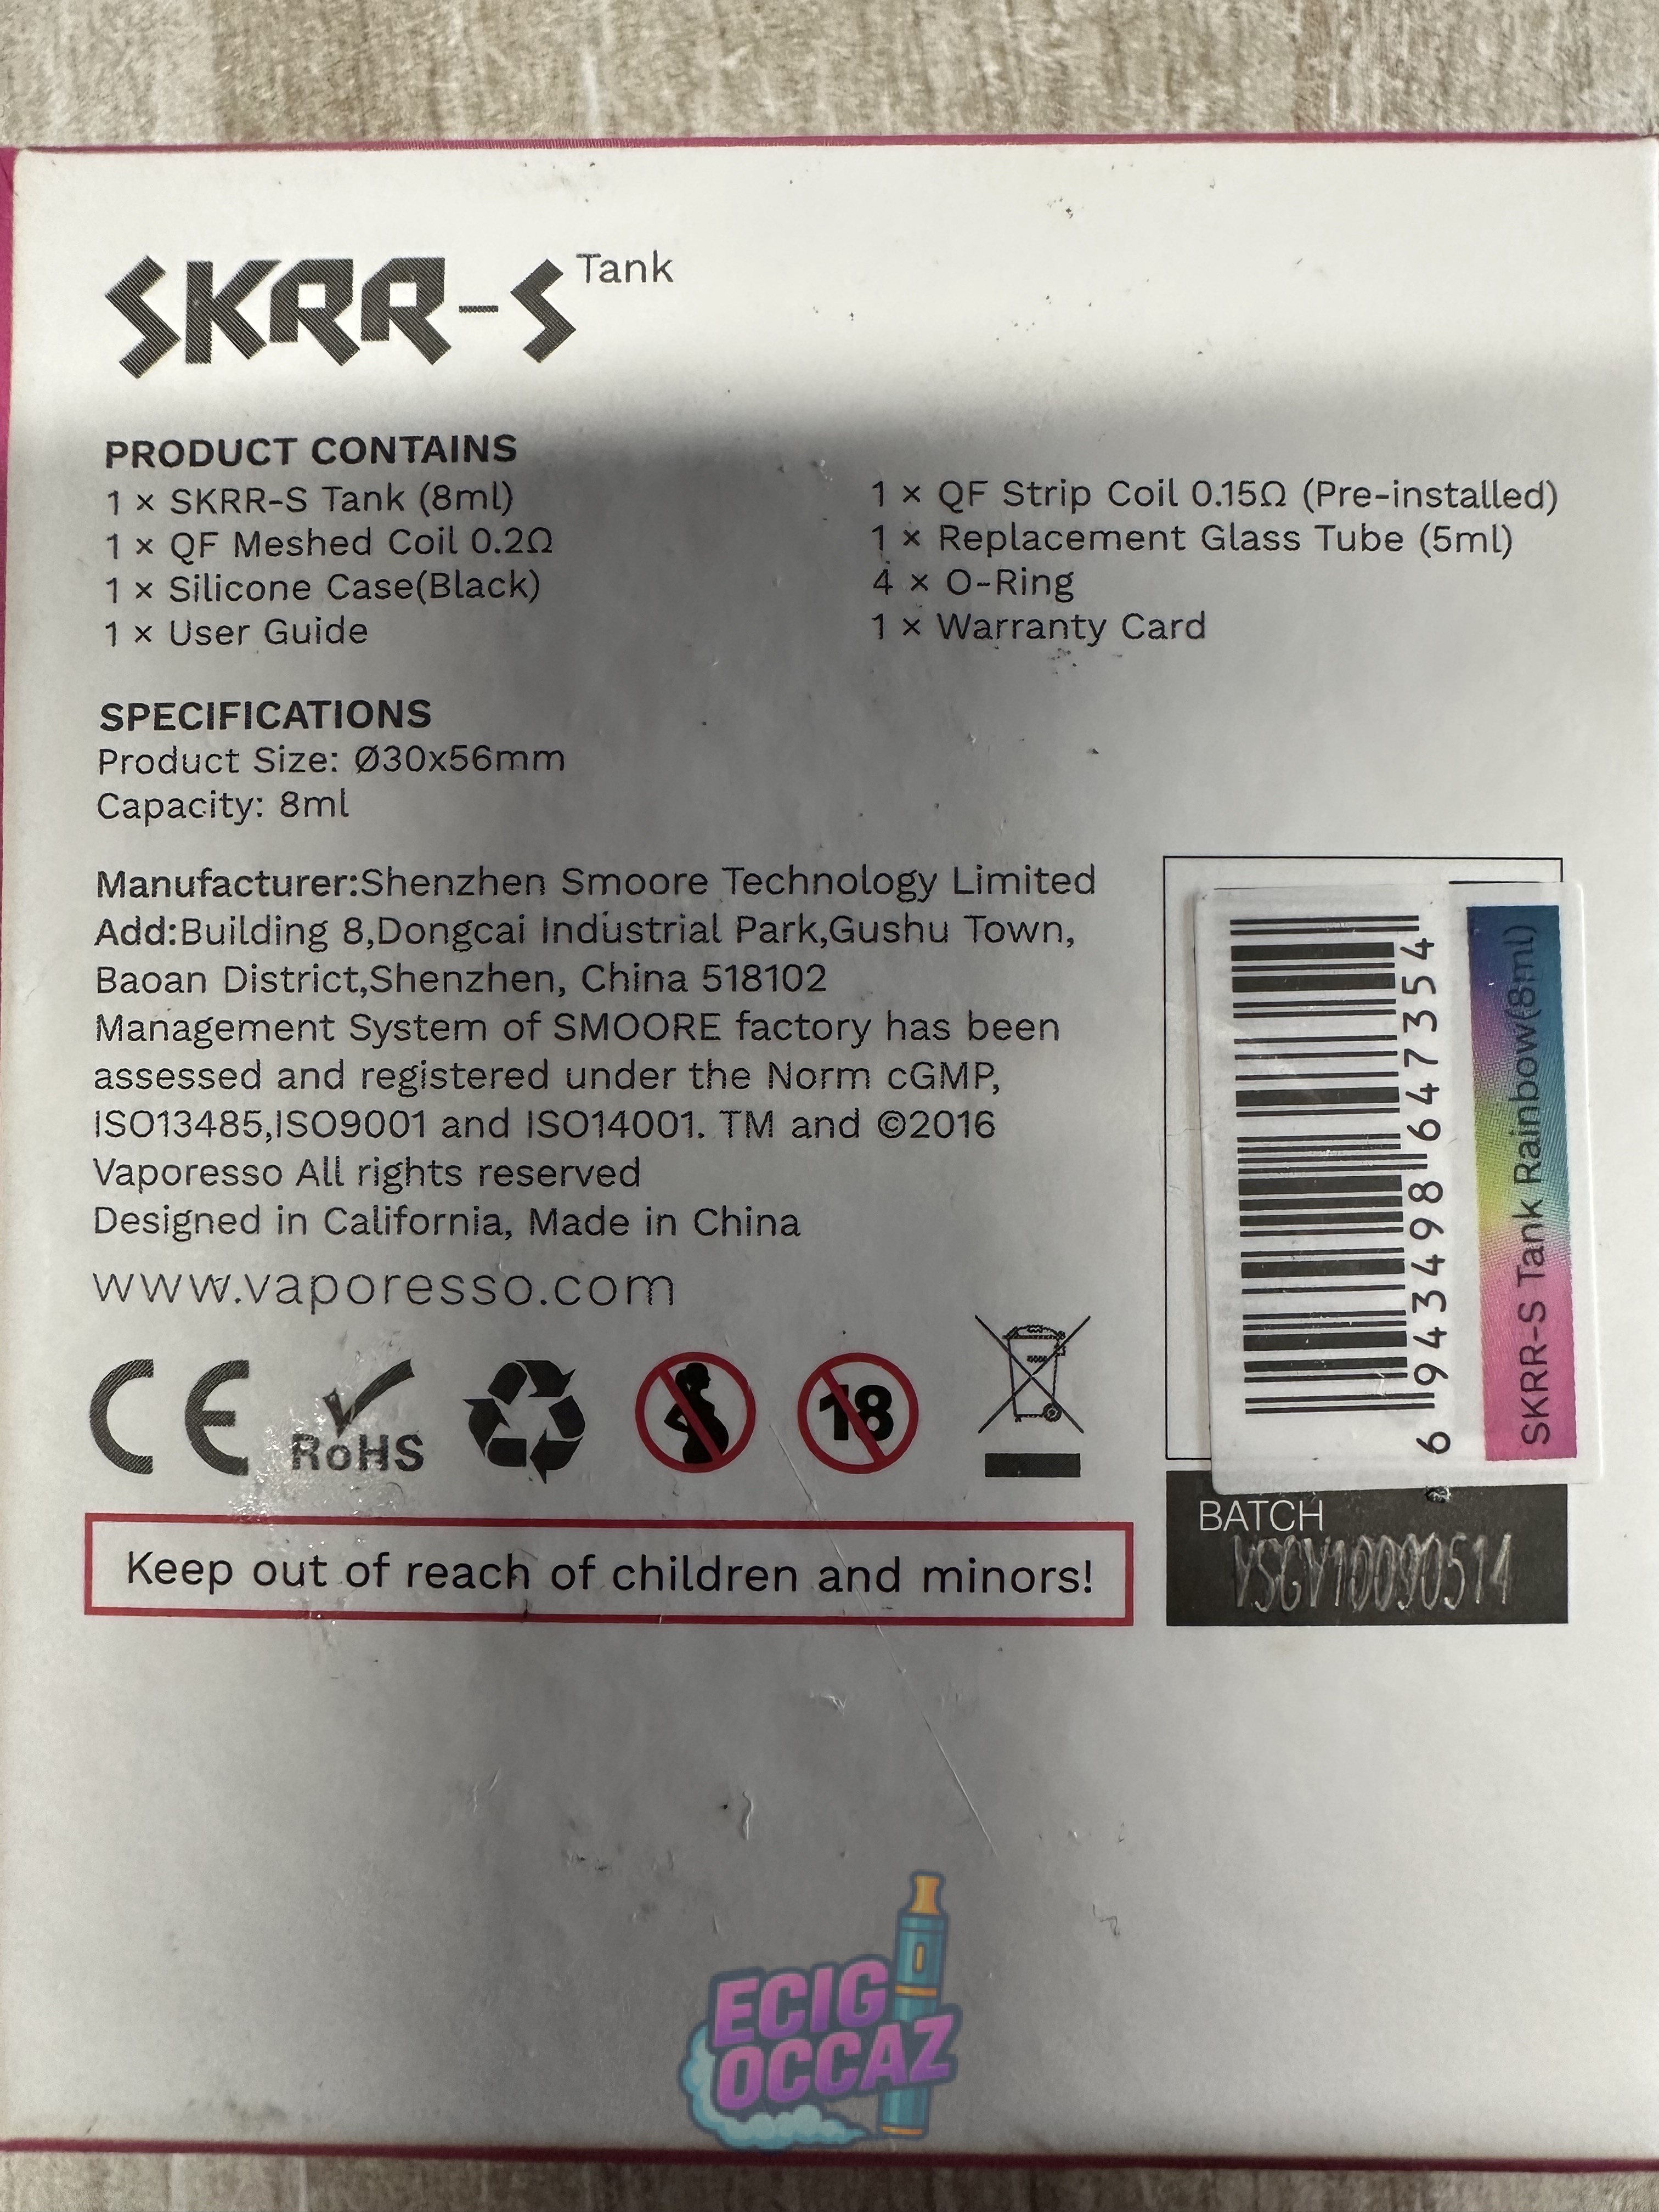 SKRR-S Tank
PRODUCT CONTAINS
1 × SKRR-S Tank (8ml)
1 × QF Meshed Coil 0.2Ω
1 × Silicone Case(Black)
1 × User Guide
1 × QF Strip Coil 0.15Ω (Pre-installed)
1 × Replacement Glass Tube (5ml)
4 × O-Ring
1 × Warranty Card
SPECIFICATIONS
Product Size: Ø30x56mm
Capacity: 8ml
Manufacturer:Shenzhen Smoore Technology Limited
Add:Building 8,Dongcai Industrial Park,Gushu Town,
Baoan District,Shenzhen, China 518102
Management System of SMOORE factory has been
assessed and registered under the Norm cGMP,
ISO13485,ISO9001 and ISO14001. TM and ©2016
Vaporesso All rights reserved
Designed in California, Made in China
www.vaporesso.com
CE
RoHS
18
Keep out of reach of children and minors!
6 943498 647354
SKRR-S Tank Rainbow(8ml)
BATCH
ECIG
OCCAZ